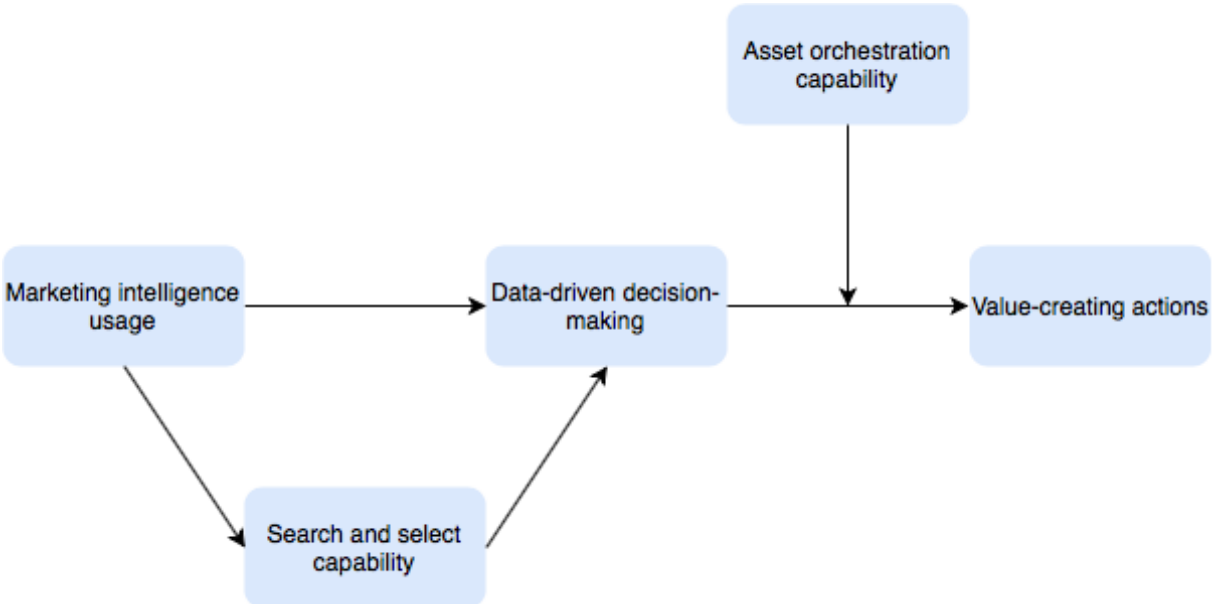 Asset orchestration
capability
Marketing intelligence
usage
Data-driven decision-
making
Value-creating actions
Search and select
capability